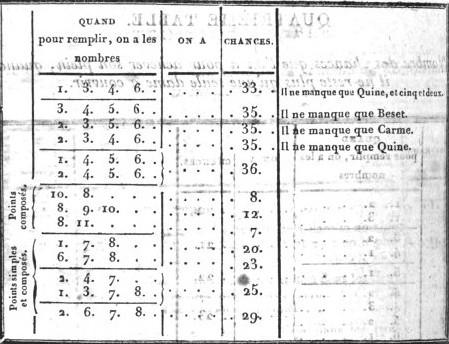 QUAND
pour remplir, on a les
nombres
ON A
CHANCES.
1. 3. 4. 6. . . . . . . . 33. Il ne manque que Quine, et cinq et deux.
3. 4. 5. 6. . . . . . . . 35. Il ne manque que Beset.
2. 3. 5. 6. . . . . . . . 35. Il ne manque que Carme.
2. 3. 4. 6. . . . . . . . 35. Il ne manque que Quine.
1. 4. 5. 6. . . . . . . .
2. 4. 5. 6. . . . . . . . 36.
Points composés.
10. 8. . . . . . . . 8.
8. 9. 10. . . . . . . . 12.
8. 11. . . . . . . . 7.
Points simples et composés.
1. 7. 8. . . . . . . . 20.
6. 7. 8. . . . . . . . 23.
2. 4. 7. . . . . . . .
1. 3. 7. 8. . . . . . . . 25.
2. 6. 7. 8. . . . . . . . 29.